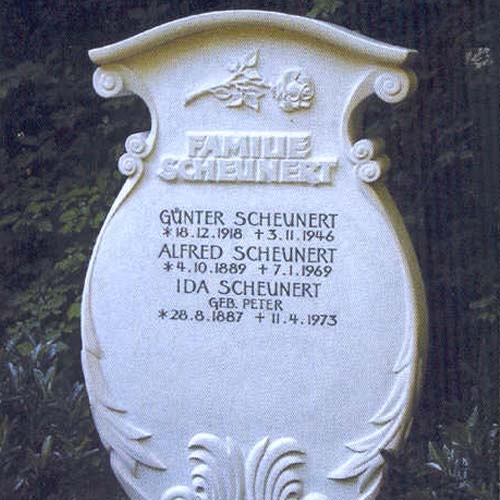 FAMILIE
SCHEUNERT
GÜNTER SCHEUNERT
*18.12.1918 +3.11.1946
ALFRED SCHEUNERT
*4.10.1889 +7.1.1969
IDA SCHEUNERT
GEB. PETER
*28.8.1887 +11.4.1973